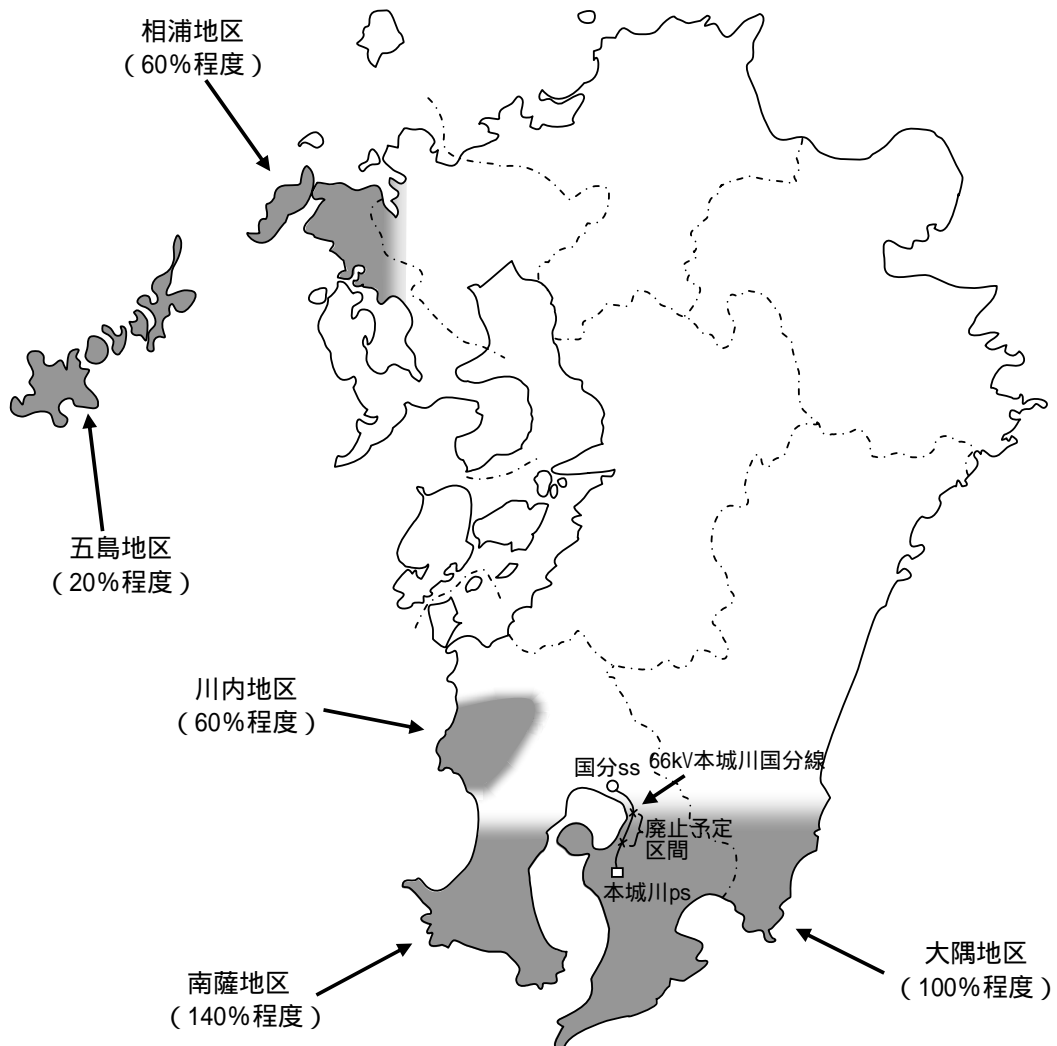 相浦地区
（60％程度）
五島地区
（20％程度）
川内地区
（60％程度）
国分ss
66kV本城川国分線
廃止予定
区間
本城川ps
南薩地区
（140％程度）
大隅地区
（100％程度）